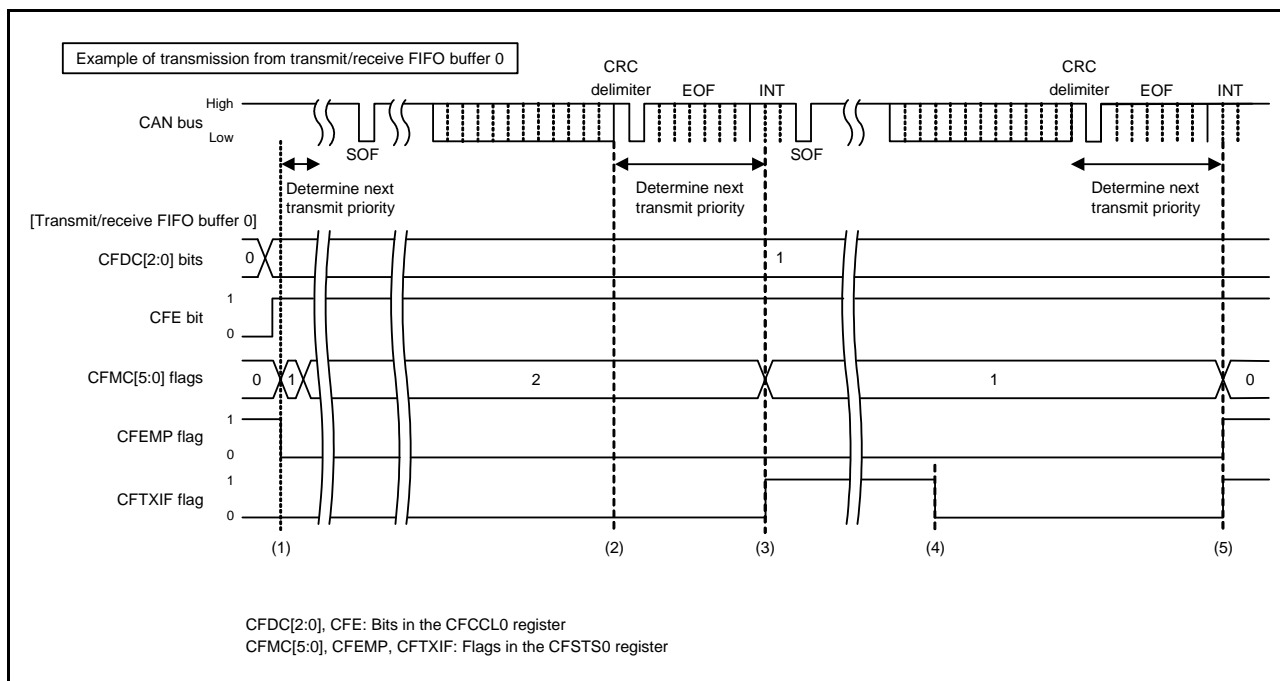 Example of transmission from transmit/receive FIFO buffer 0
CRC
delimiter
EOF
INT
CRC
delimiter
EOF
INT
High
CAN bus
Low
SOF
SOF
Determine next
transmit priority
Determine next
transmit priority
Determine next
transmit priority
[Transmit/receive FIFO buffer 0]
CFDC[2:0] bits
0
1
CFE bit
1
0
CFMC[5:0] flags
0
1
2
1
0
CFEMP flag
1
0
CFTXIF flag
1
0
(1)
(2)
(3)
(4)
(5)
CFDC[2:0], CFE: Bits in the CFCCL0 register
CFMC[5:0], CFEMP, CFTXIF: Flags in the CFSTS0 register